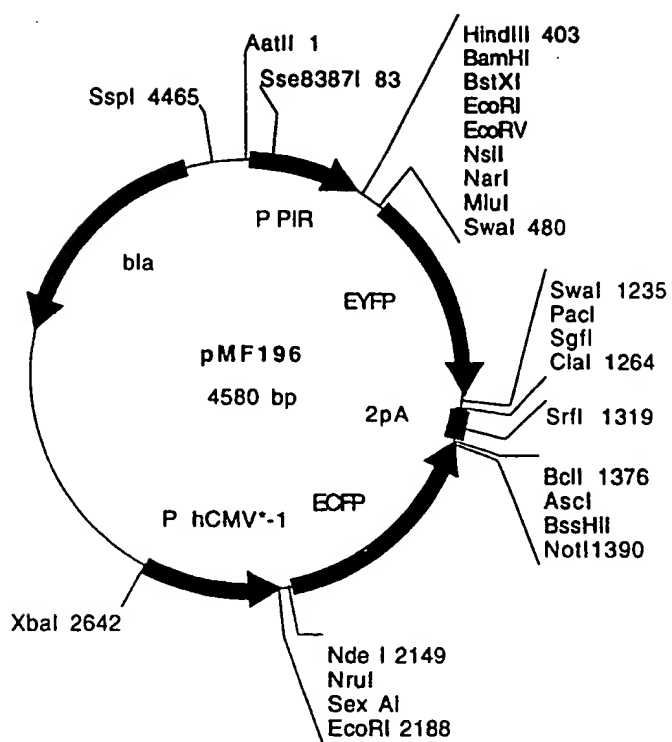 AatII 1
Sse8387I 83
SspI 4465
HindIII 403
BamHI
BstXI
EcoRI
EcoRV
NsiI
NarI
MluI
SwaI 480
P PIR
bla
EYFP
pMF196
4580 bp
SwaI 1235
PacI
SgfI
ClaI 1264
2pA
SrfI 1319
BclI 1376
AscI
BssHII
NotI1390
ECFP
P hCMV*-1
XbaI 2642
Nde I 2149
NruI
Sex AI
EcoRI 2188